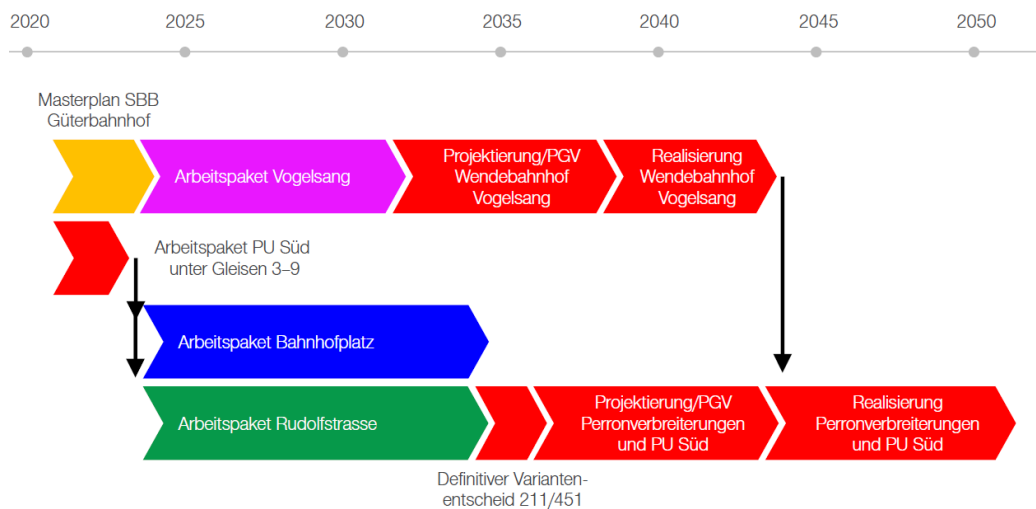 2020 2025 2030 2035 2040 2045 2050
Masterplan SBB
Güterbahnhof
Arbeitspaket Vogelsang
Projektierung/PGV
Wendebahnhof
Vogelsang
Realisierung
Wendebahnhof
Vogelsang
Arbeitspaket PU Süd
unter Gleisen 3–9
Arbeitspaket Bahnhofplatz
Arbeitspaket Rudolfstrasse
Projektierung/PGV
Perronverbreiterungen
und PU Süd
Realisierung
Perronverbreiterungen
und PU Süd
Definitiver Varianten-
entscheid 211/451